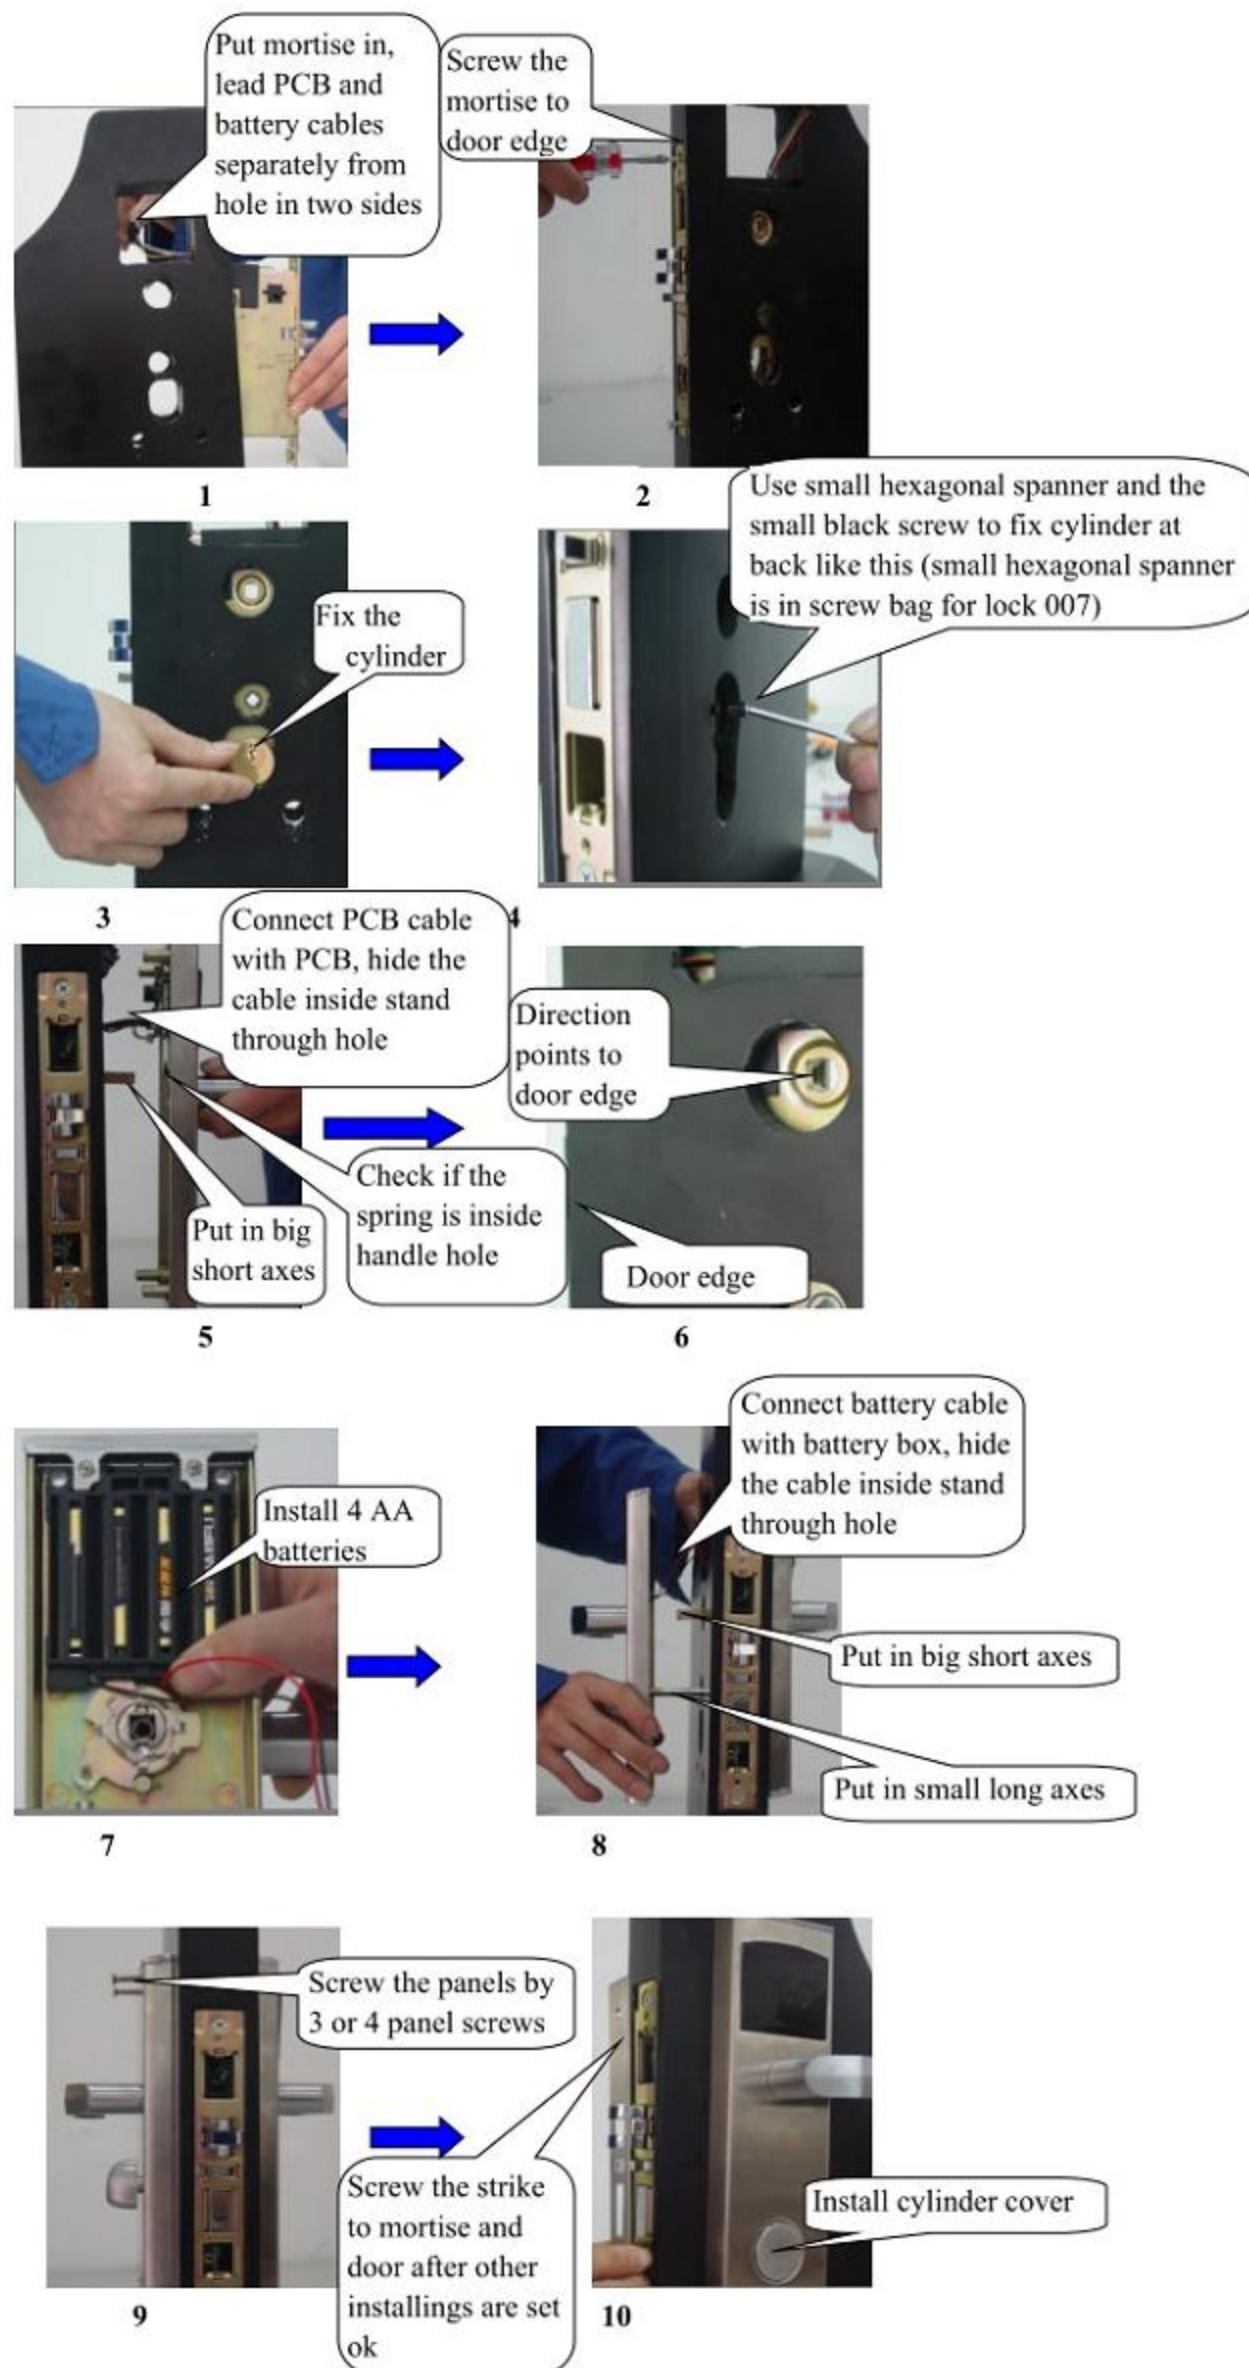 Put mortise in,
lead PCB and
battery cables
separately from
hole in two sides
Screw the
mortise to
door edge
1
2
Use small hexagonal spanner and the
small black screw to fix cylinder at
back like this (small hexagonal spanner
is in screw bag for lock 007)
Fix the
cylinder
3
4
Connect PCB cable
with PCB, hide the
cable inside stand
through hole
Direction
points to
door edge
Check if the
spring is inside
handle hole
Put in big
short axes
Door edge
5
6
Connect battery cable
with battery box, hide
the cable inside stand
through hole
Install 4 AA
batteries
Put in big short axes
Put in small long axes
7
8
Screw the panels by
3 or 4 panel screws
Screw the strike
to mortise and
door after other
installings are set
ok
Install cylinder cover
9
10